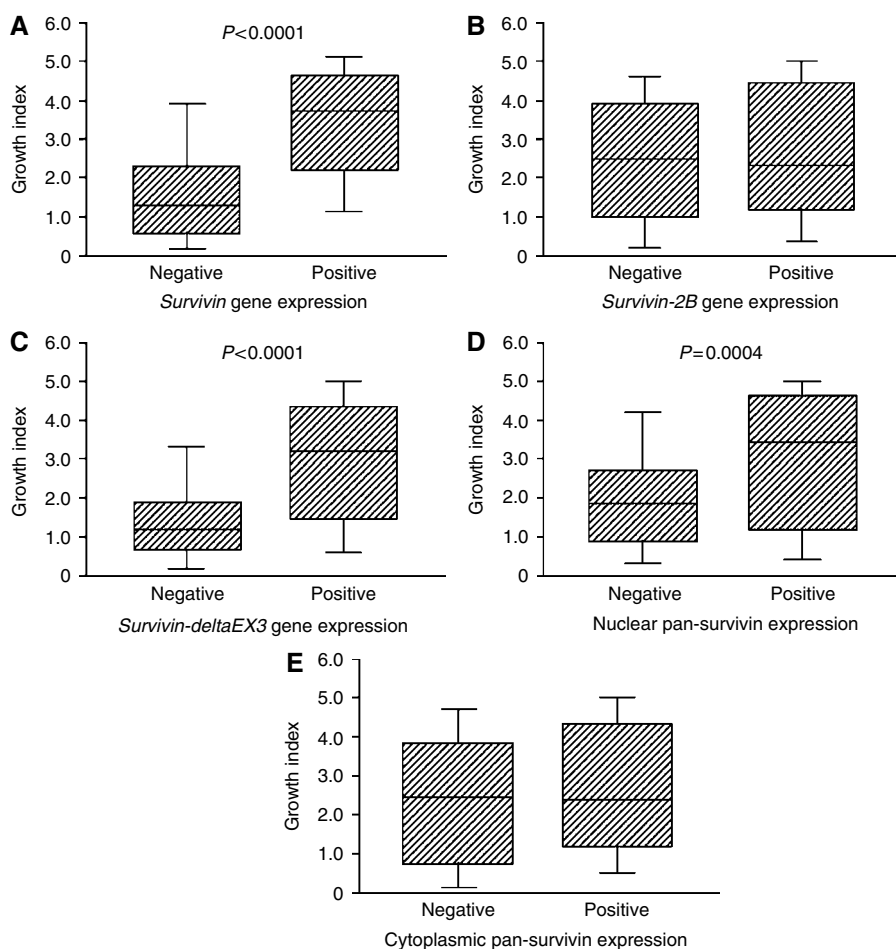 A
P<0.0001
6.0
5.0
4.0
3.0
2.0
1.0
0
Growth index
Negative Positive
Survivin gene expression
B
6.0
5.0
4.0
3.0
2.0
1.0
0
Growth index
Negative Positive
Survivin-2B gene expression
C
P<0.0001
6.0
5.0
4.0
3.0
2.0
1.0
0
Growth index
Negative Positive
Survivin-deltaEX3 gene expression
D
P=0.0004
6.0
5.0
4.0
3.0
2.0
1.0
0
Growth index
Negative Positive
Nuclear pan-survivin expression
E
6.0
5.0
4.0
3.0
2.0
1.0
0
Growth index
Negative Positive
Cytoplasmic pan-survivin expression